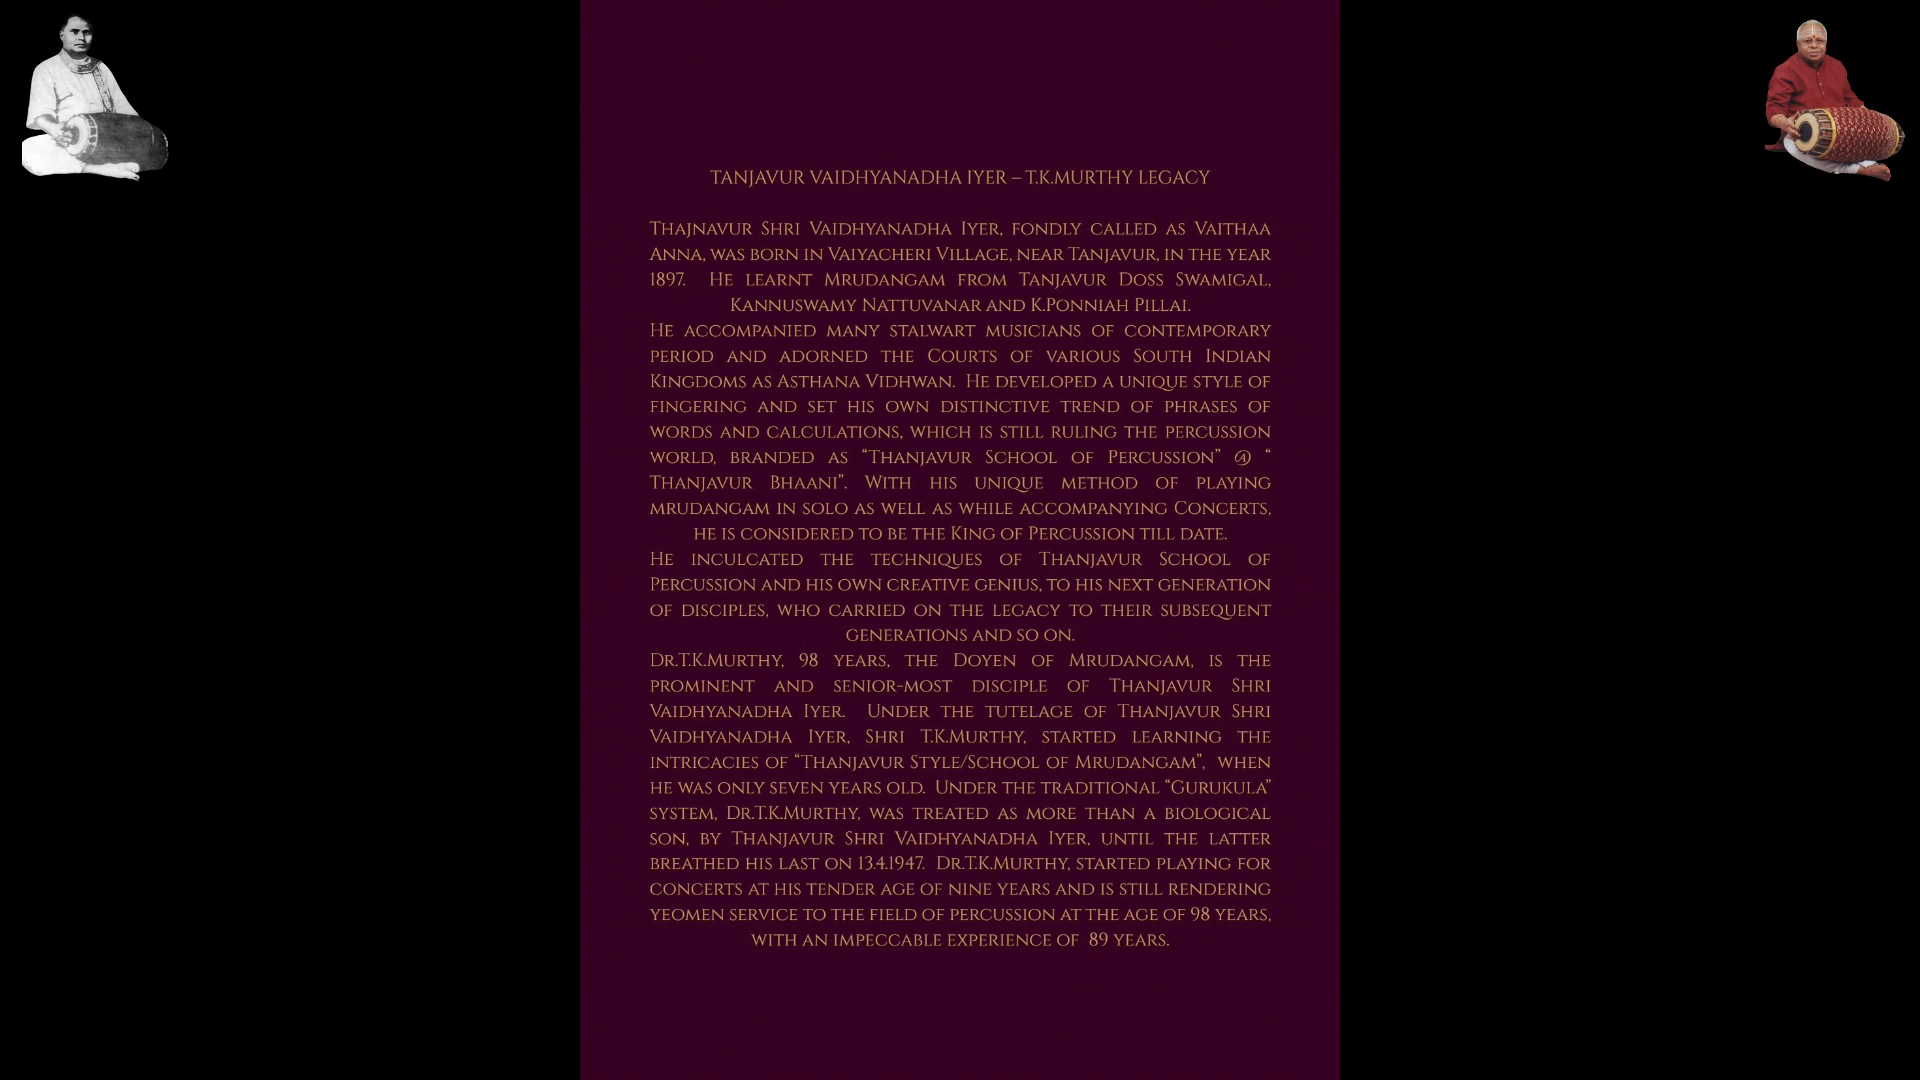 TANJAVUR VAIDHYANADHA IYER – T.K.MURTHY LEGACY
Thajnavur Shri Vaidhyanadha Iyer, fondly called as Vaithaa
Anna, was born in Vaiyacheri Village, near Tanjavur, in the year
1897. He learnt Mrudangam from Tanjavur Doss Swamigal,
Kannuswamy Nattuvanar and K.Ponniah Pillai.
He accompanied many stalwart musicians of contemporary
period and adorned the Courts of various South Indian
Kingdoms as Asthana Vidhwan. He developed a unique style of
fingering and set his own distinctive trend of phrases of
words and calculations, which is still ruling the percussion
world, branded as “Thanjavur School of Percussion” @ “
Thanjavur Bhaani”. With his unique method of playing
mrudangam in solo as well as while accompanying Concerts,
he is considered to be the King of Percussion till date.
He inculcated the techniques of Thanjavur School of
Percussion and his own creative genius, to his next generation
of disciples, who carried on the legacy to their subsequent
generations and so on.
Dr.T.K.Murthy, 98 years, the Doyen of Mrudangam, is the
prominent and senior-most disciple of Thanjavur Shri
Vaidhyanadha Iyer. Under the tutelage of Thanjavur Shri
Vaidhyanadha Iyer, Shri T.K.Murthy, started learning the
intricacies of “Thanjavur Style/School of Mrudangam”, when
he was only seven years old. Under the traditional “Gurukula”
system, Dr.T.K.Murthy, was treated as more than a biological
son, by Thanjavur Shri Vaidhyanadha Iyer, until the latter
breathed his last on 13.4.1947. Dr.T.K.Murthy, started playing for
concerts at his tender age of nine years and is still rendering
yeomen service to the field of percussion at the age of 98 years,
with an impeccable experience of 89 years.